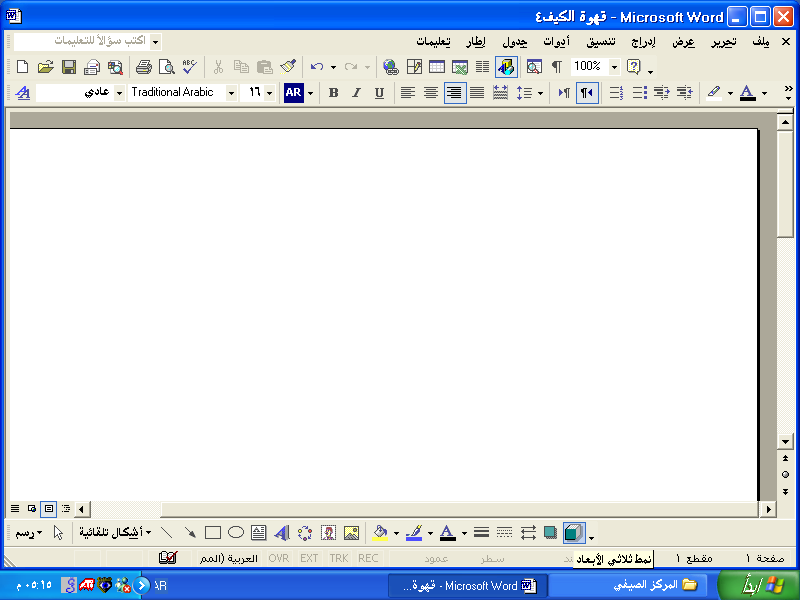 قهوة الكيف٤ - Microsoft Word
ملف تحرير عرض إدراج تنسيق أدوات جدول إطار تعليمات اكتب سؤالاً للتعليمات
100%
عادي Traditional Arabic ١٦ AR B I U
رسم أشكال تلقائية
نمط ثلاثي الأبعاد
صفحة ١ مقطع ١ سطر عمود REC TRK EXT OVR العربية (المم
ابدأ المركز الصيفي قهوة... - Microsoft Word AR ٠٥:١٥ م